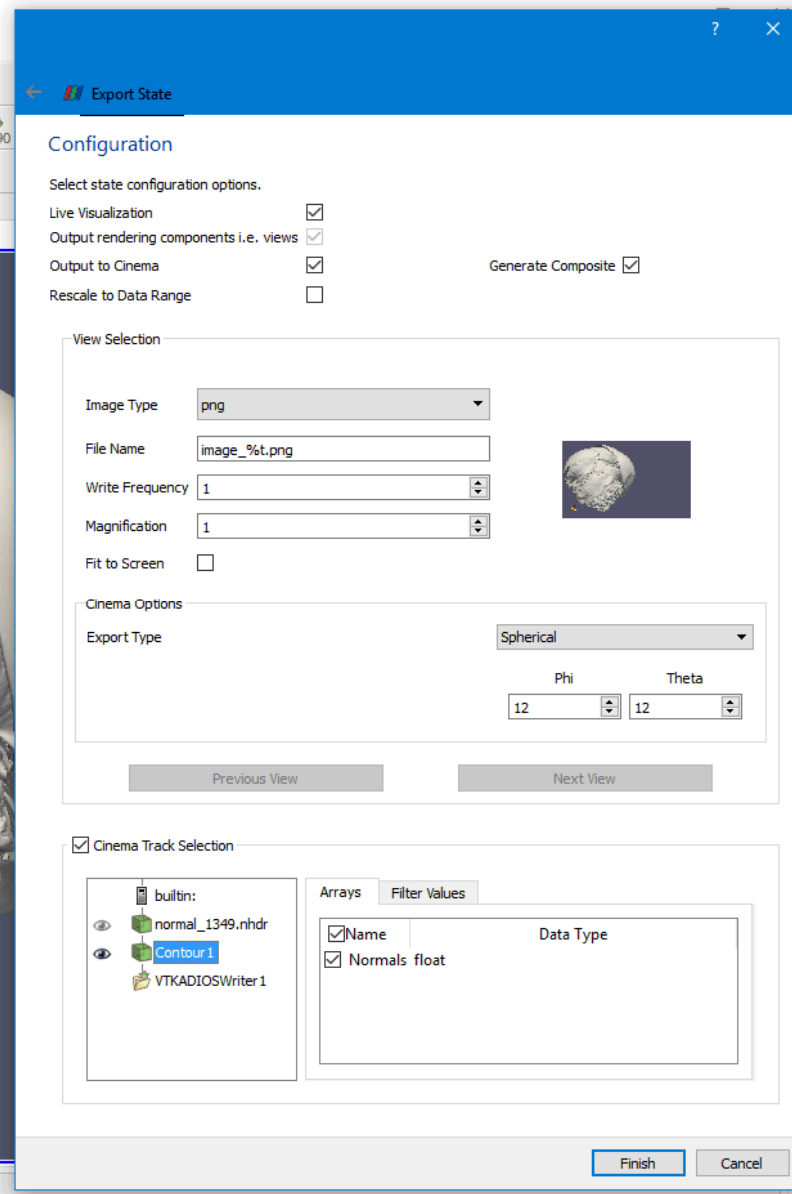 ?
Export State
90
Configuration
Select state configuration options.
Live Visualization
Output rendering components i.e. views
Output to Cinema Generate Composite
Rescale to Data Range
View Selection
Image Type png
File Name image_%t.png
Write Frequency 1
Magnification 1
Fit to Screen
Cinema Options
Export Type Spherical
Phi Theta
12 12
Previous View Next View
Cinema Track Selection
builtin:
normal_1349.nhdr
Contour1
VTKADIOSWriter1
Arrays Filter Values
Name Data Type
Normals float
Finish Cancel